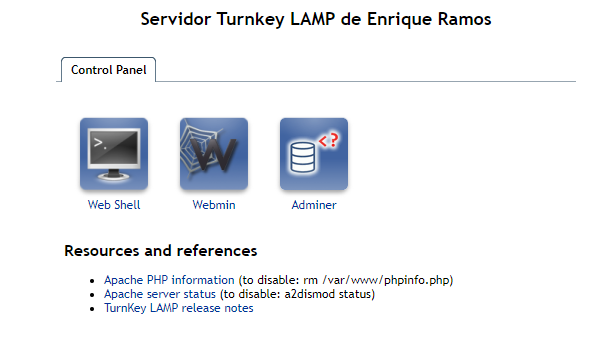 Servidor Turnkey LAMP de Enrique Ramos
Control Panel
>_
W
<?
Web Shell Webmin Adminer
Resources and references
• Apache PHP information (to disable: rm /var/www/phpinfo.php)
• Apache server status (to disable: a2dismod status)
• TurnKey LAMP release notes